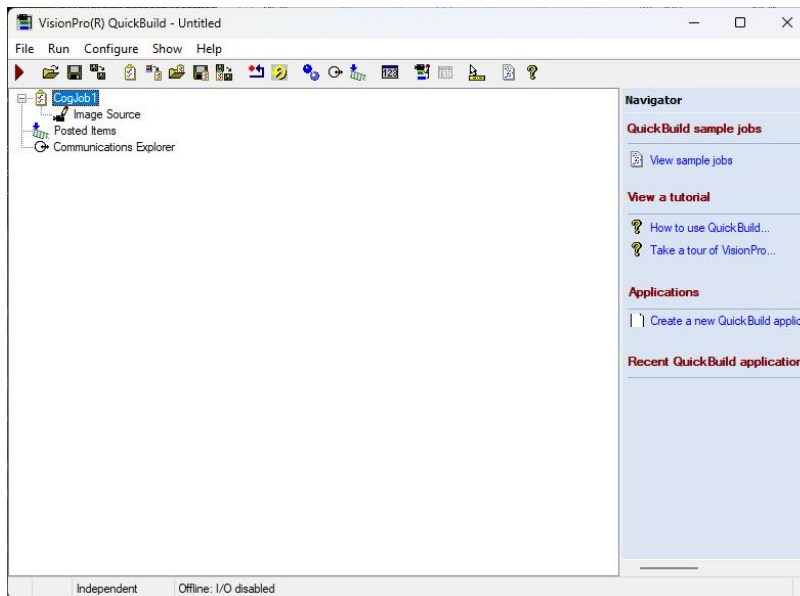 VisionPro(R) QuickBuild - Untitled
File Run Configure Show Help
123
CogJob1
Image Source
Posted Items
Communications Explorer
Navigator
QuickBuild sample jobs
View sample jobs
View a tutorial
How to use QuickBuild...
Take a tour of VisionPro...
Applications
Create a new QuickBuild applic
Recent QuickBuild application
Independent Offline: I/O disabled